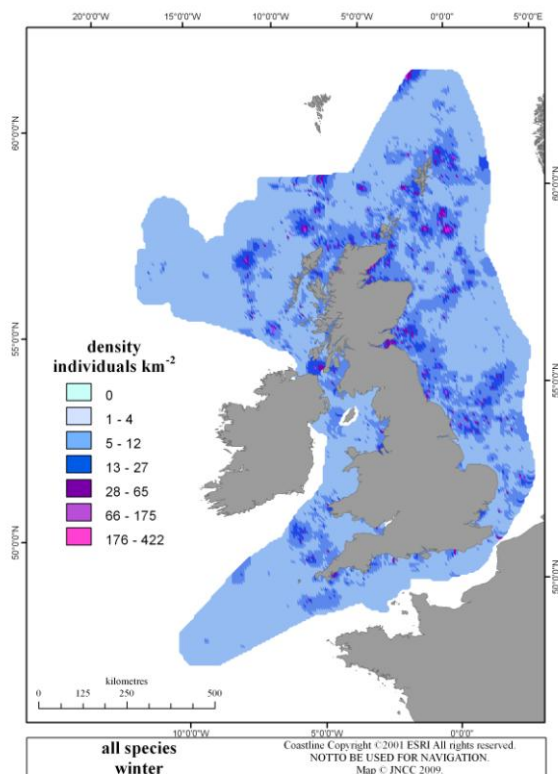 20°0'0"W 15°0'0"W 10°0'0"W 5°0'0"W 0°0'0" 5°0'0"E
60°0'0"N
60°0'0"N
55°0'0"N
55°0'0"N
50°0'0"N
50°0'0"N
density
individuals km-2
0
1 - 4
5 - 12
13 - 27
28 - 65
66 - 175
176 - 422
kilometres
0 125 250 500
10°0'0"W 5°0'0"W 0°0'0"
all species
winter
Coastline Copyright ©2001 ESRI All rights reserved.
NOTTO BE USED FOR NAVIGATION.
Map © JNCC 2009.